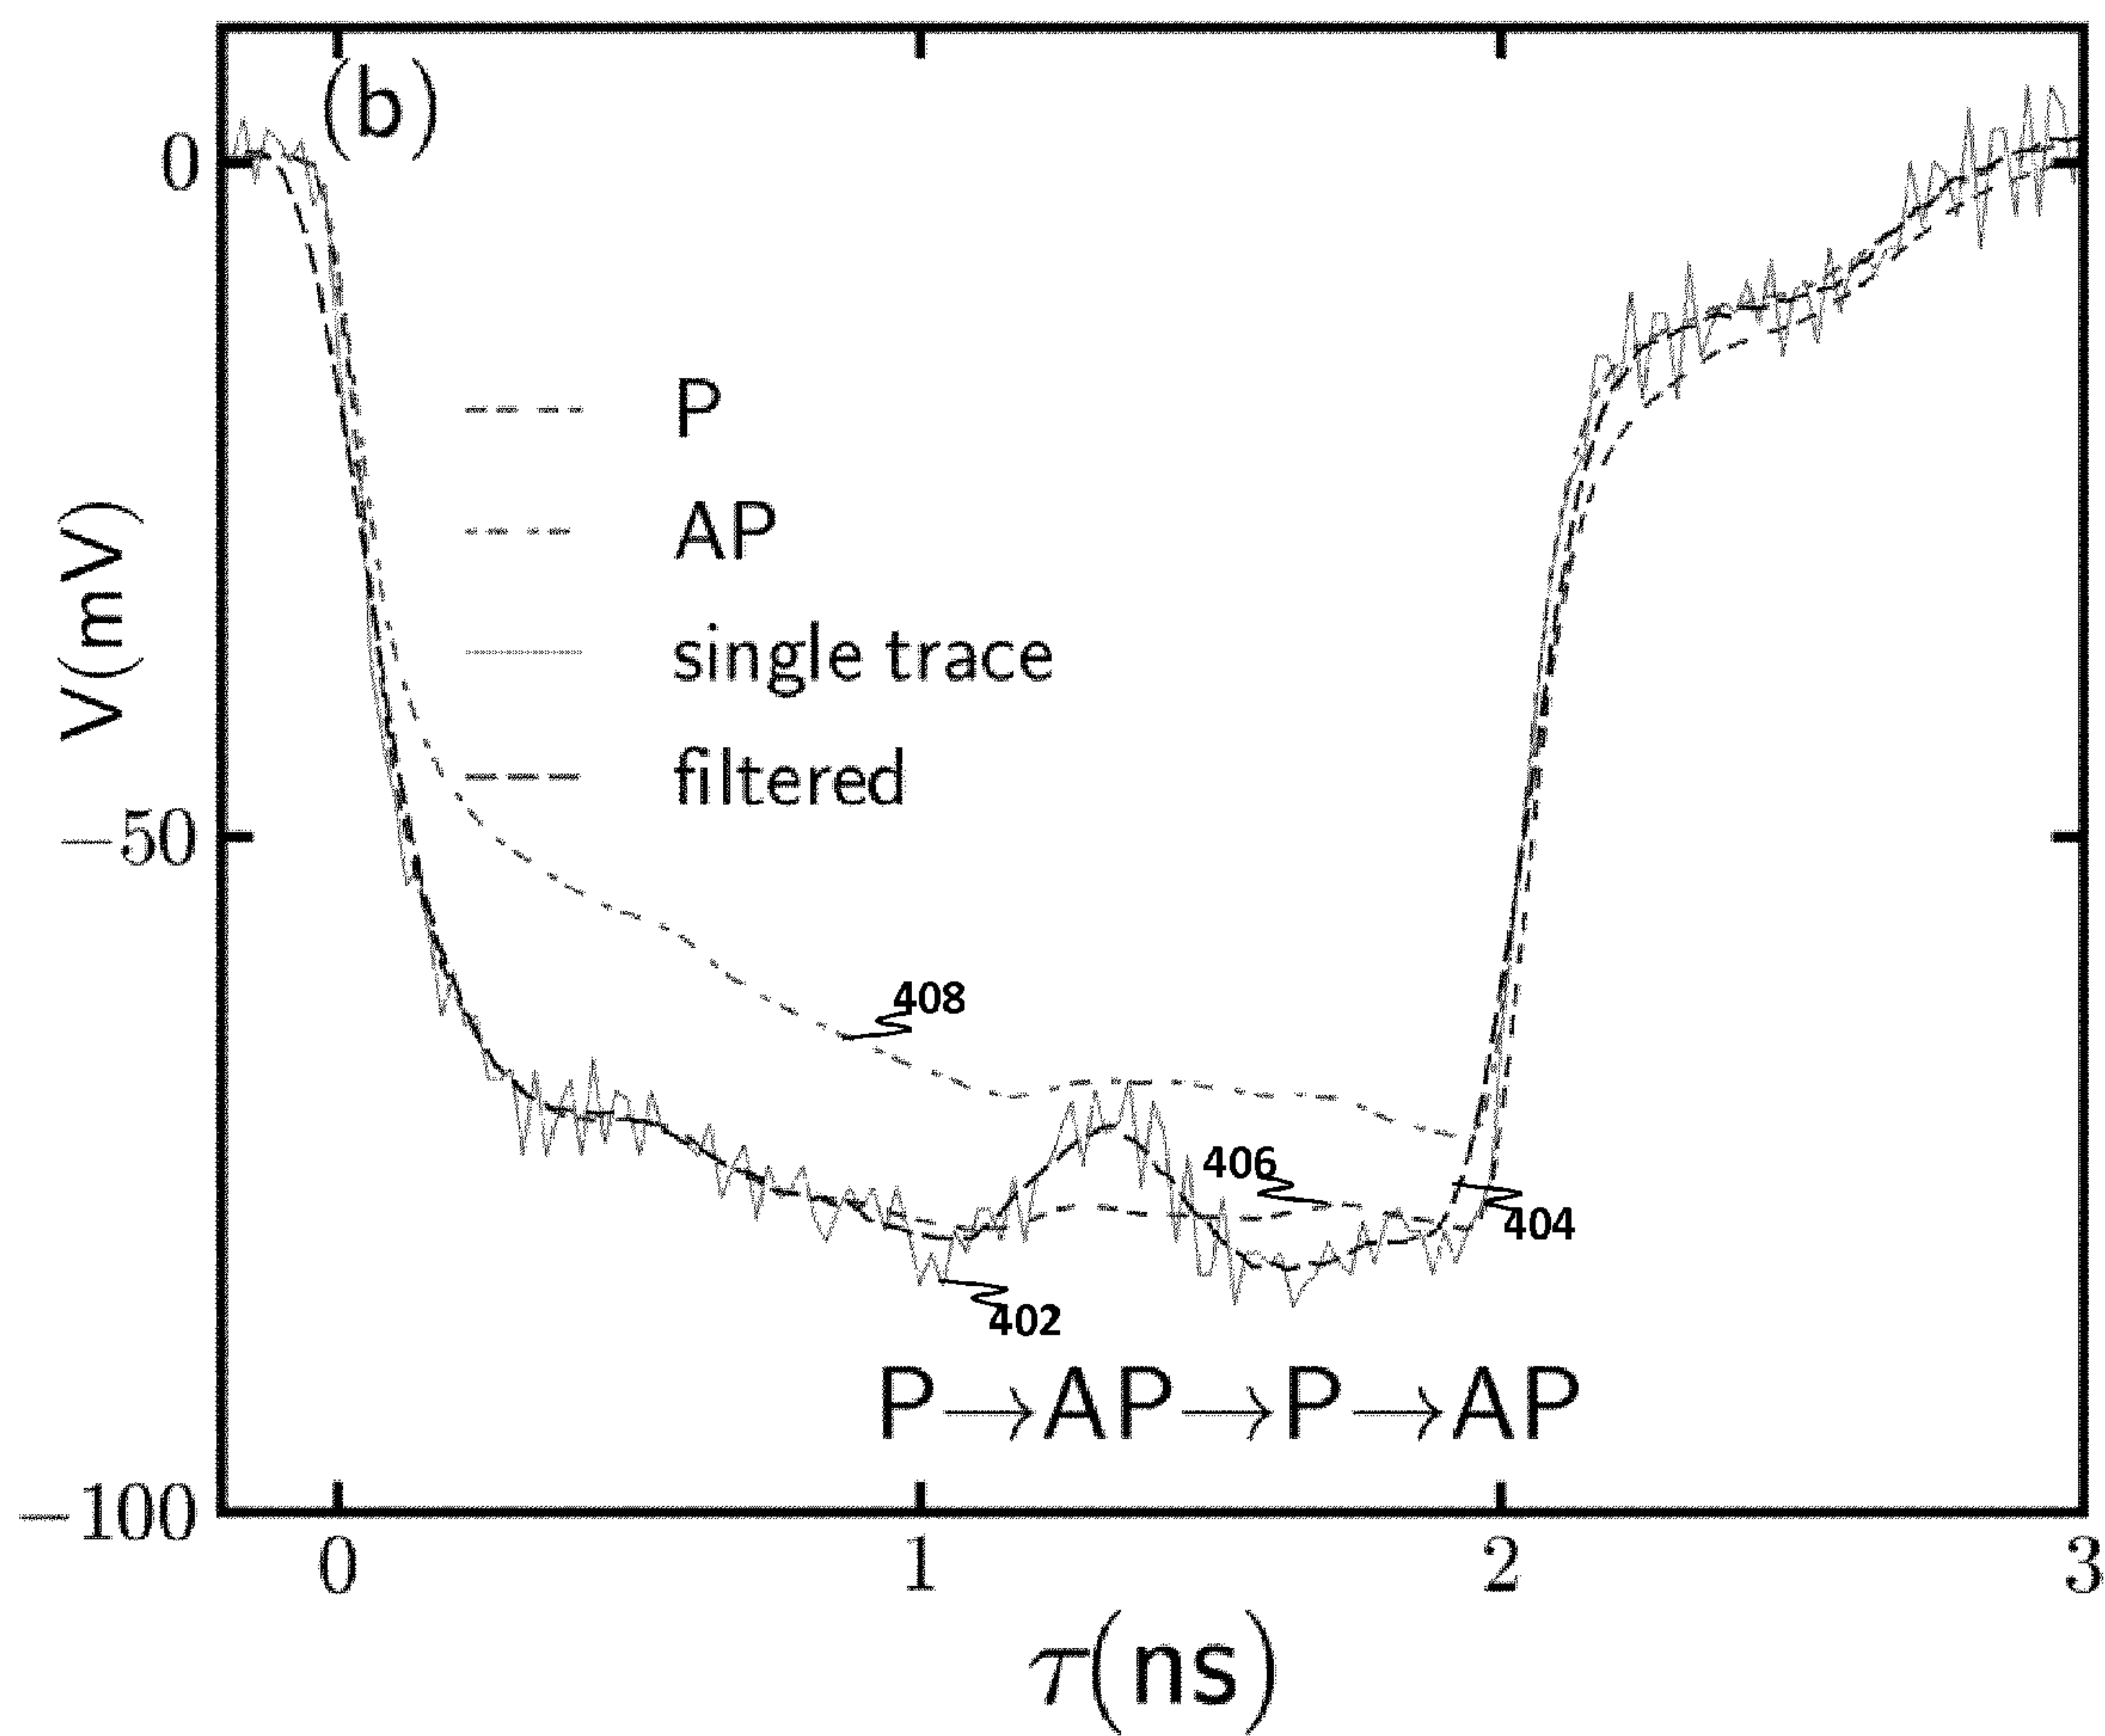 (b)
0
P
AP
single trace
filtered
V(mV)
−50
408
406
404
402
P→AP→P→AP
−100
0 1 2 3
τ(ns)